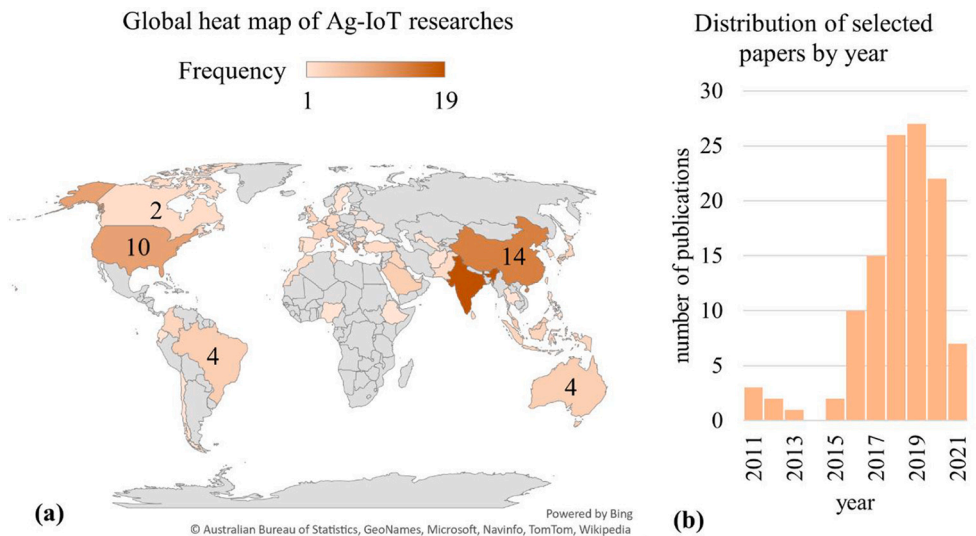 Global heat map of Ag-IoT researches
Frequency
1
19
2
10
14
4
4
(a)
Powered by Bing
© Australian Bureau of Statistics, GeoNames, Microsoft, Navinfo, TomTom, Wikipedia
Distribution of selected
papers by year
number of publications
30
25
20
15
10
5
0
2011
2013
2015
2017
2019
2021
year
(b)